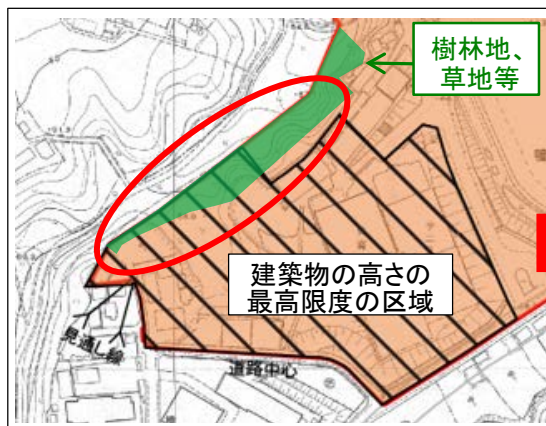 樹林地、
草地等
建築物の高さの
最高限度の区域
見通し線
道路中心